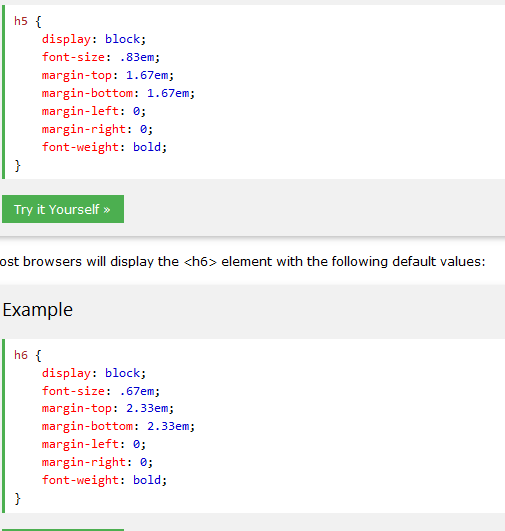 h5 {
display: block;
font-size: .83em;
margin-top: 1.67em;
margin-bottom: 1.67em;
margin-left: 0;
margin-right: 0;
font-weight: bold;
}
Try it Yourself »
ost browsers will display the <h6> element with the following default values:
Example
h6 {
display: block;
font-size: .67em;
margin-top: 2.33em;
margin-bottom: 2.33em;
margin-left: 0;
margin-right: 0;
font-weight: bold;
}